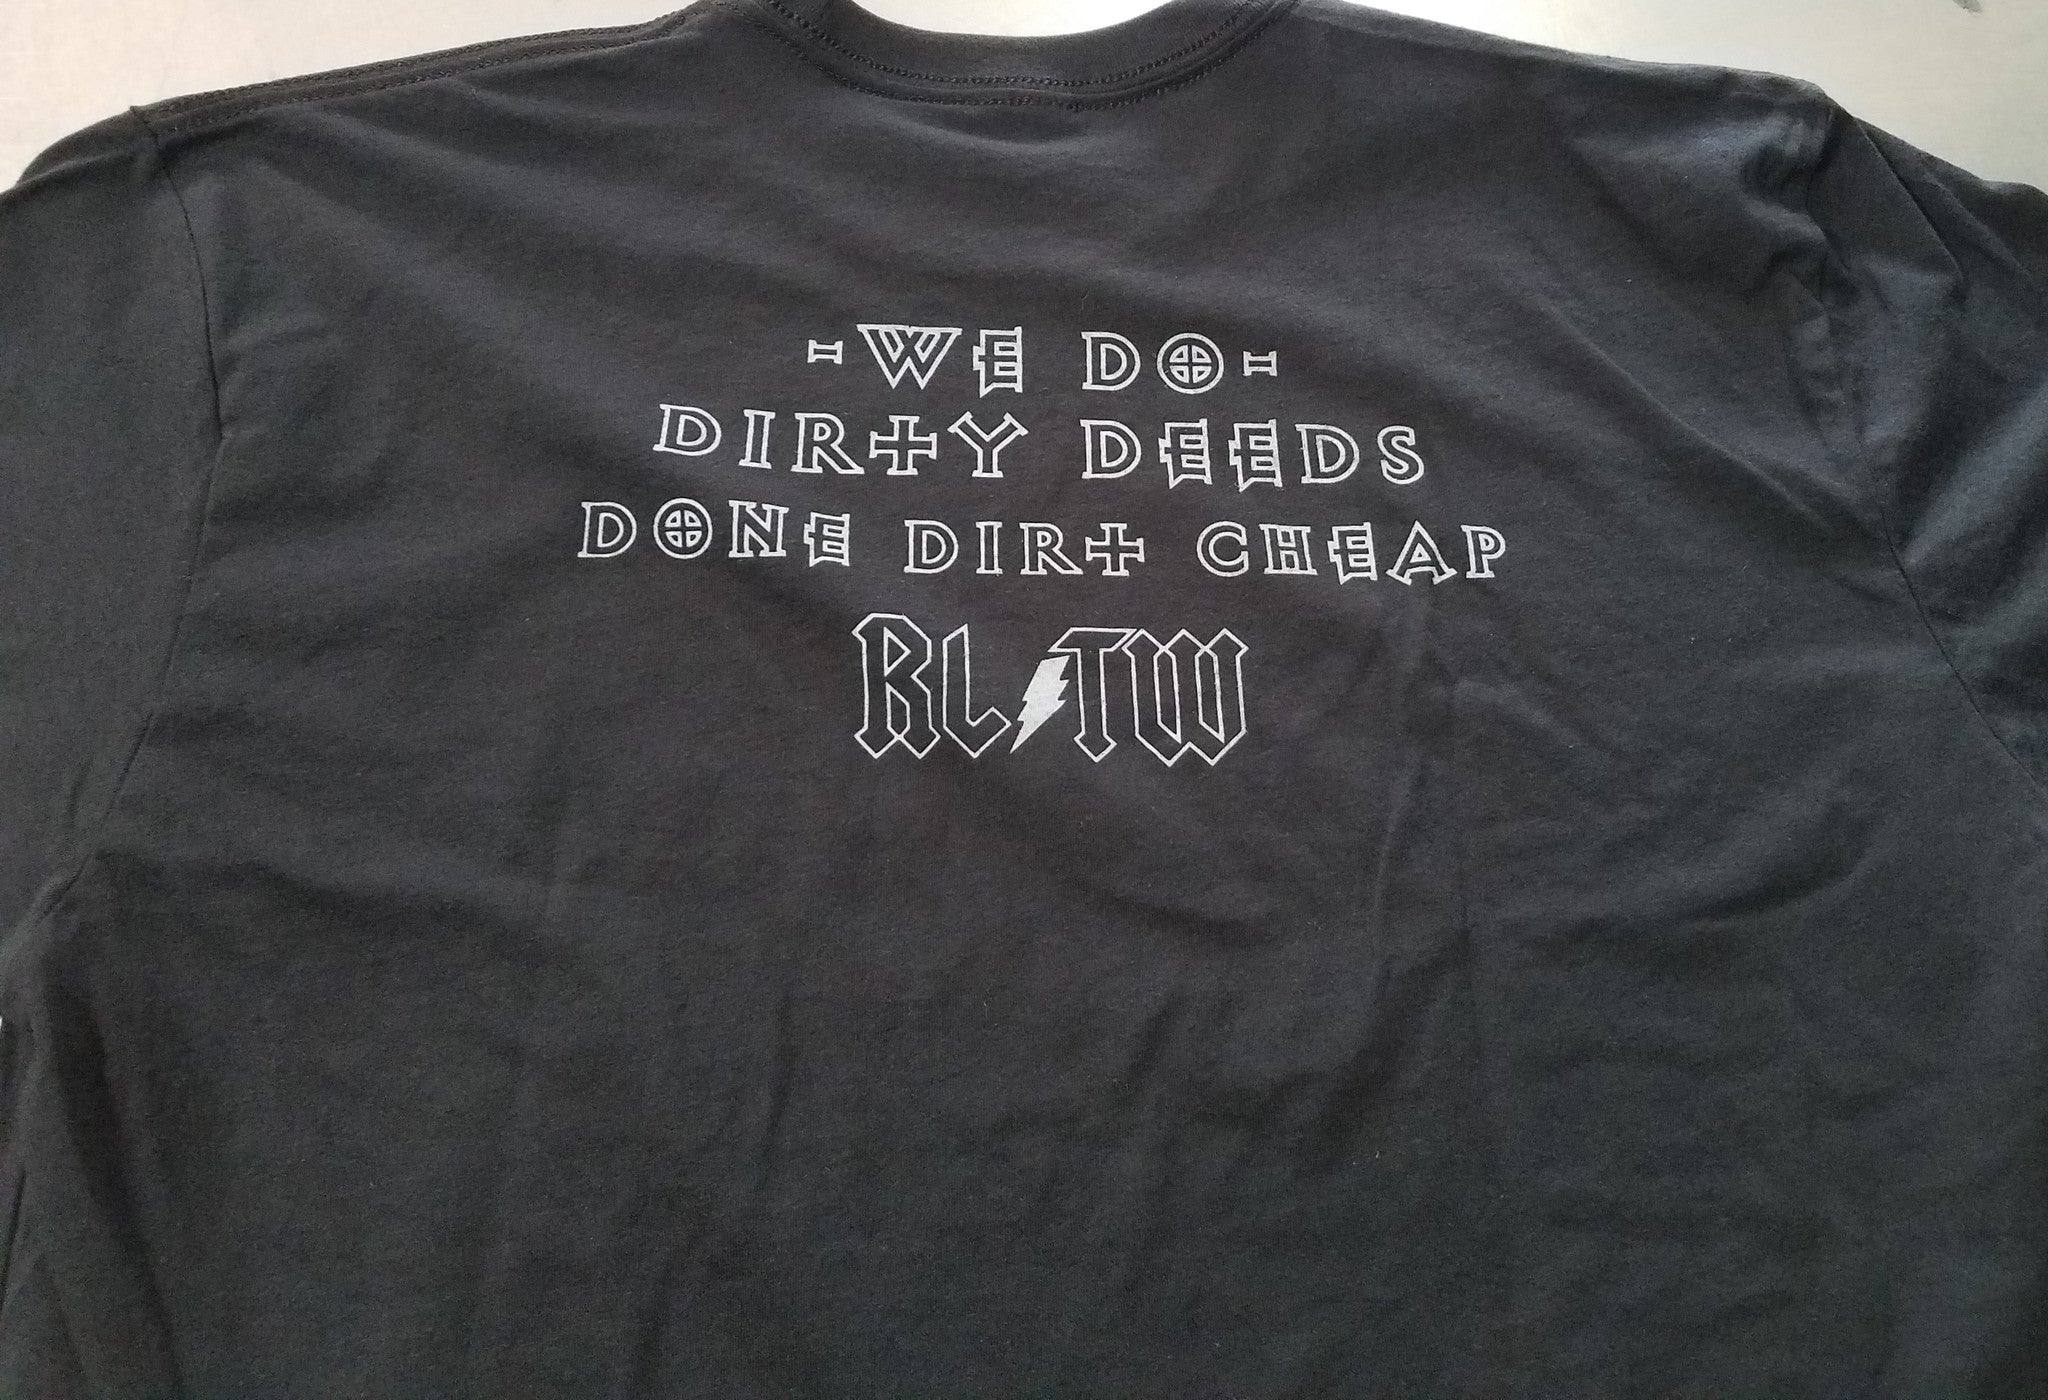 -WE DO-
DIRTY DEEDS
DONE DIRT CHEAP
RL⚡TW